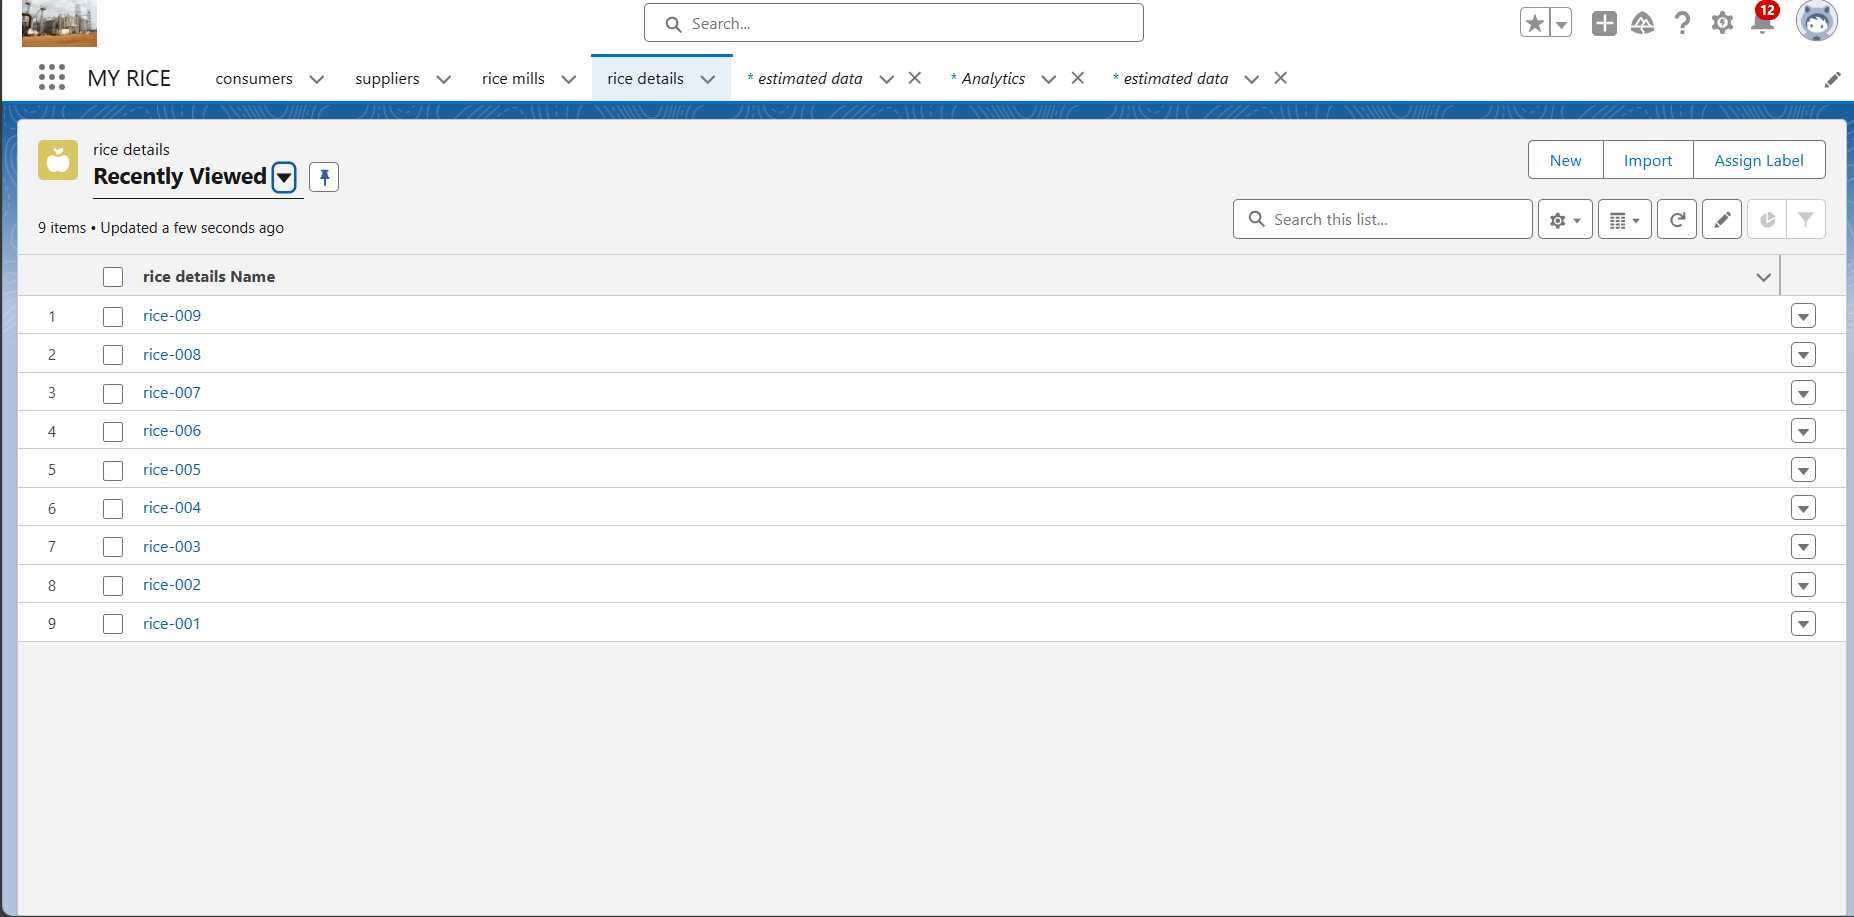 Search...
12
MY RICE
consumers
suppliers
rice mills
rice details
* estimated data
* Analytics
* estimated data
rice details
Recently Viewed
New
Import
Assign Label
9 items • Updated a few seconds ago
Search this list...
rice details Name
1 rice-009
2 rice-008
3 rice-007
4 rice-006
5 rice-005
6 rice-004
7 rice-003
8 rice-002
9 rice-001